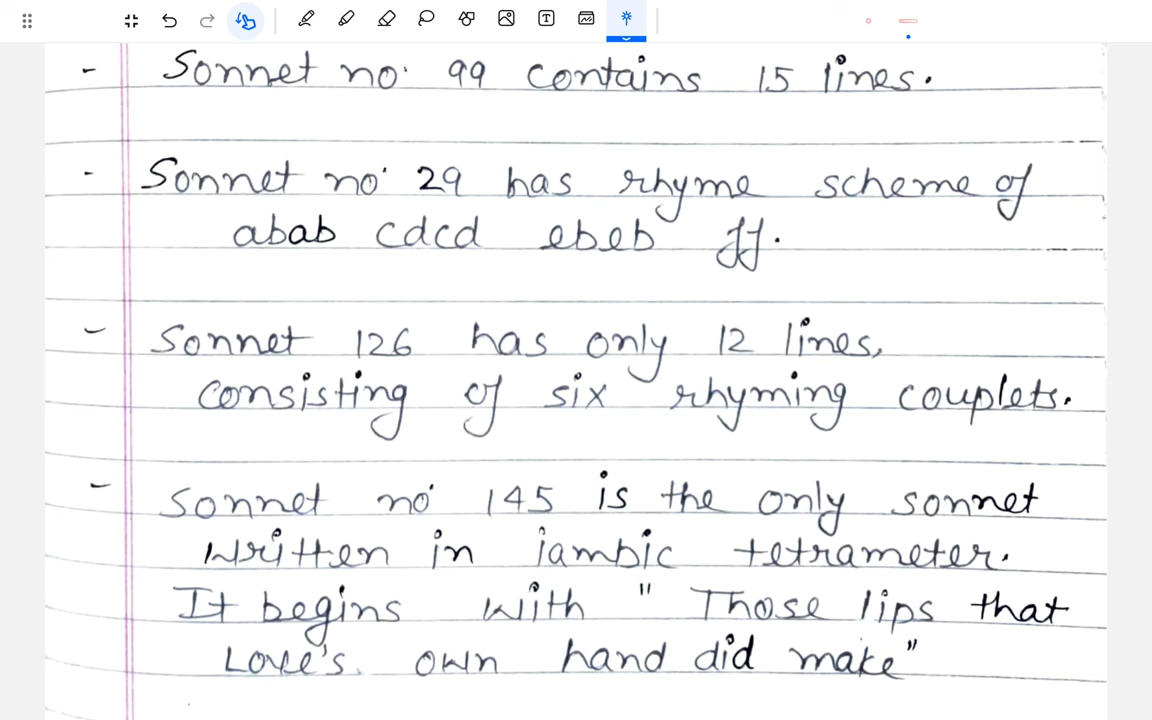 - Sonnet no. 99 contains 15 lines.
- Sonnet no. 29 has rhyme scheme of
abab cdcd ebeb ff.
- Sonnet 126 has only 12 lines,
consisting of six rhyming couplets.
- Sonnet no. 145 is the only sonnet
written in iambic tetrameter.
It begins with "Those lips that
Love's own hand did make"